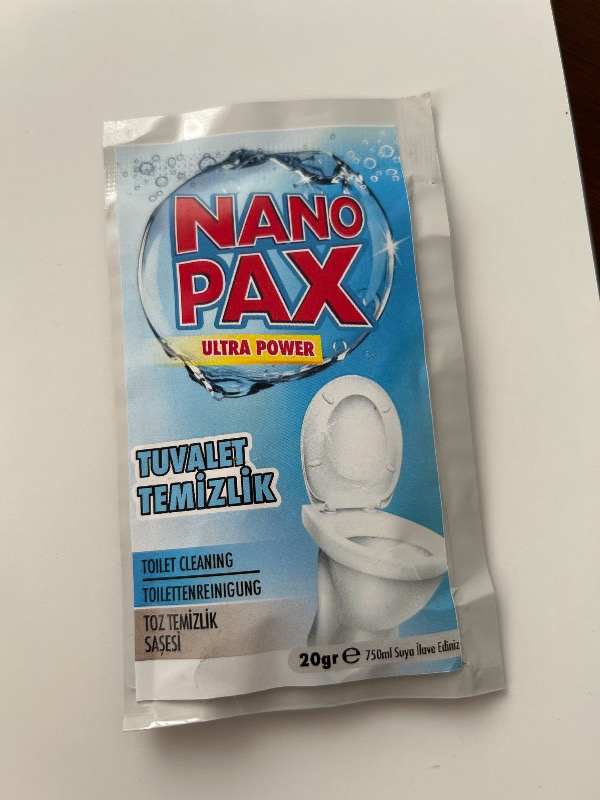 NANO
PAX
ULTRA POWER
TUVALET
TEMİZLİK
TOILET CLEANING
TOILETTENREINIGUNG
TOZ TEMİZLİK
SAŞESİ
20gr ℮ 750ml Suya İlave Ediniz